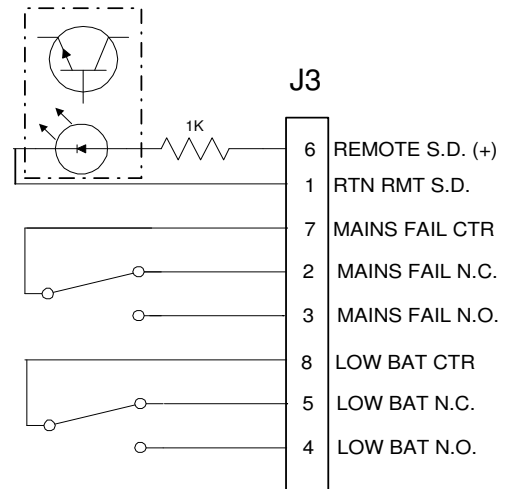 J3
1K
6 REMOTE S.D. (+)
1 RTN RMT S.D.
7 MAINS FAIL CTR
2 MAINS FAIL N.C.
3 MAINS FAIL N.O.
8 LOW BAT CTR
5 LOW BAT N.C.
4 LOW BAT N.O.